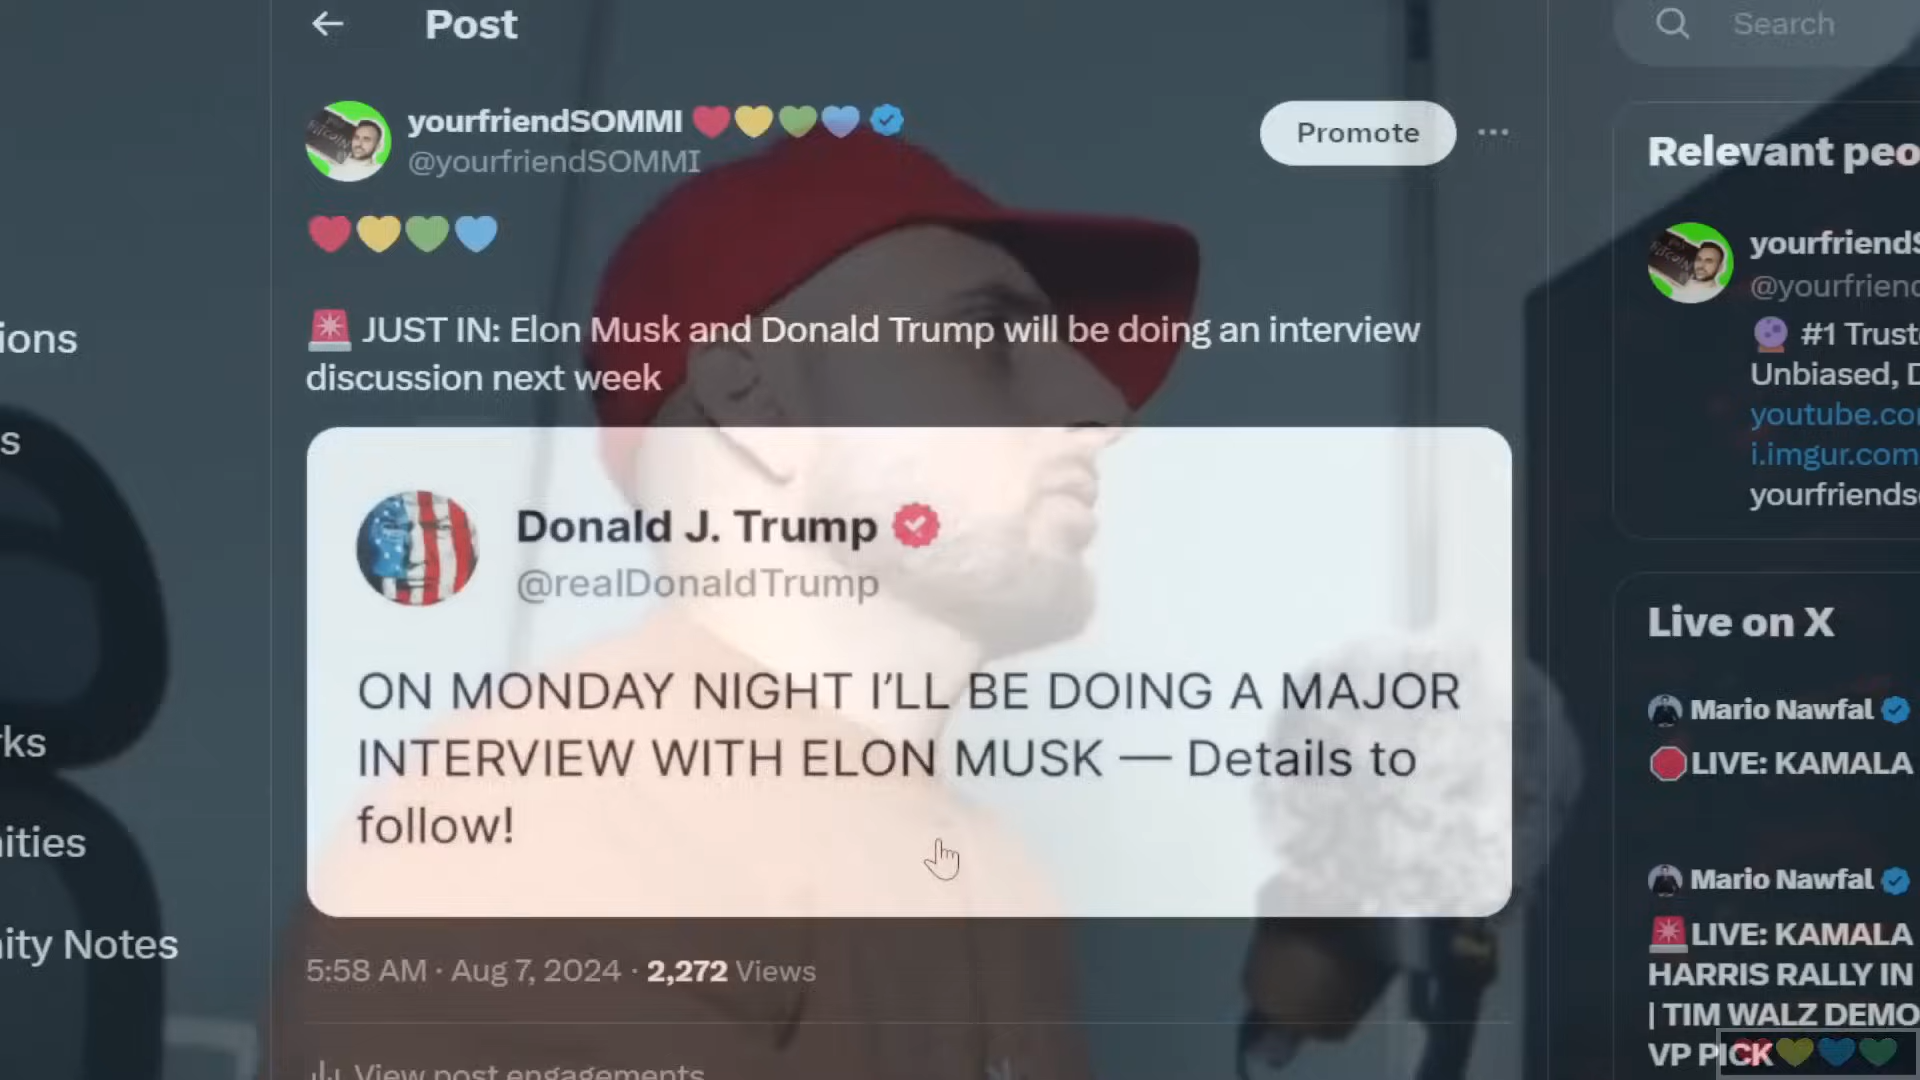 Post
Search
yourfriendSOMMI
@yourfriendSOMMI
Promote
JUST IN: Elon Musk and Donald Trump will be doing an interview
discussion next week
Donald J. Trump
@realDonaldTrump
ON MONDAY NIGHT I'LL BE DOING A MAJOR
INTERVIEW WITH ELON MUSK — Details to
follow!
5:58 AM · Aug 7, 2024 · 2,272 Views
View post engagements
ions
s
rks
nities
nity Notes
Relevant peo
yourfriendS
@yourfriend
#1 Trust
Unbiased, D
youtube.co
i.imgur.com
yourfriends
Live on X
Mario Nawfal
LIVE: KAMALA
Mario Nawfal
LIVE: KAMALA
HARRIS RALLY IN
| TIM WALZ DEMO
VP PICK